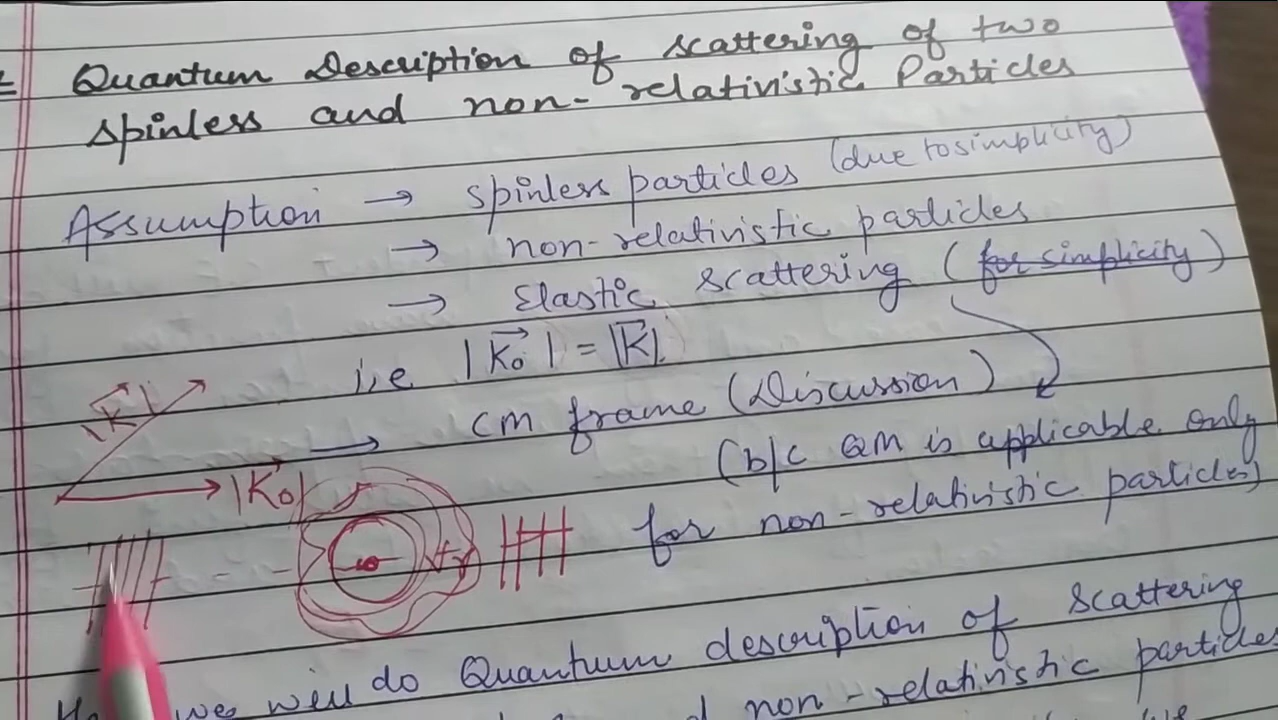 Quantum Description of scattering of two
spinless and non-relativistic Particles
Assumption → spinless particles (due to simplicity)
→ non-relativistic particles
→ Elastic scattering (for simplicity)
i.e |K₀| = |K|
→ CM frame (Discussion)
(b/c QM is applicable only
for non-relativistic particles)
|K|
|K₀|
we will do Quantum description of scattering
non-relativistic particles